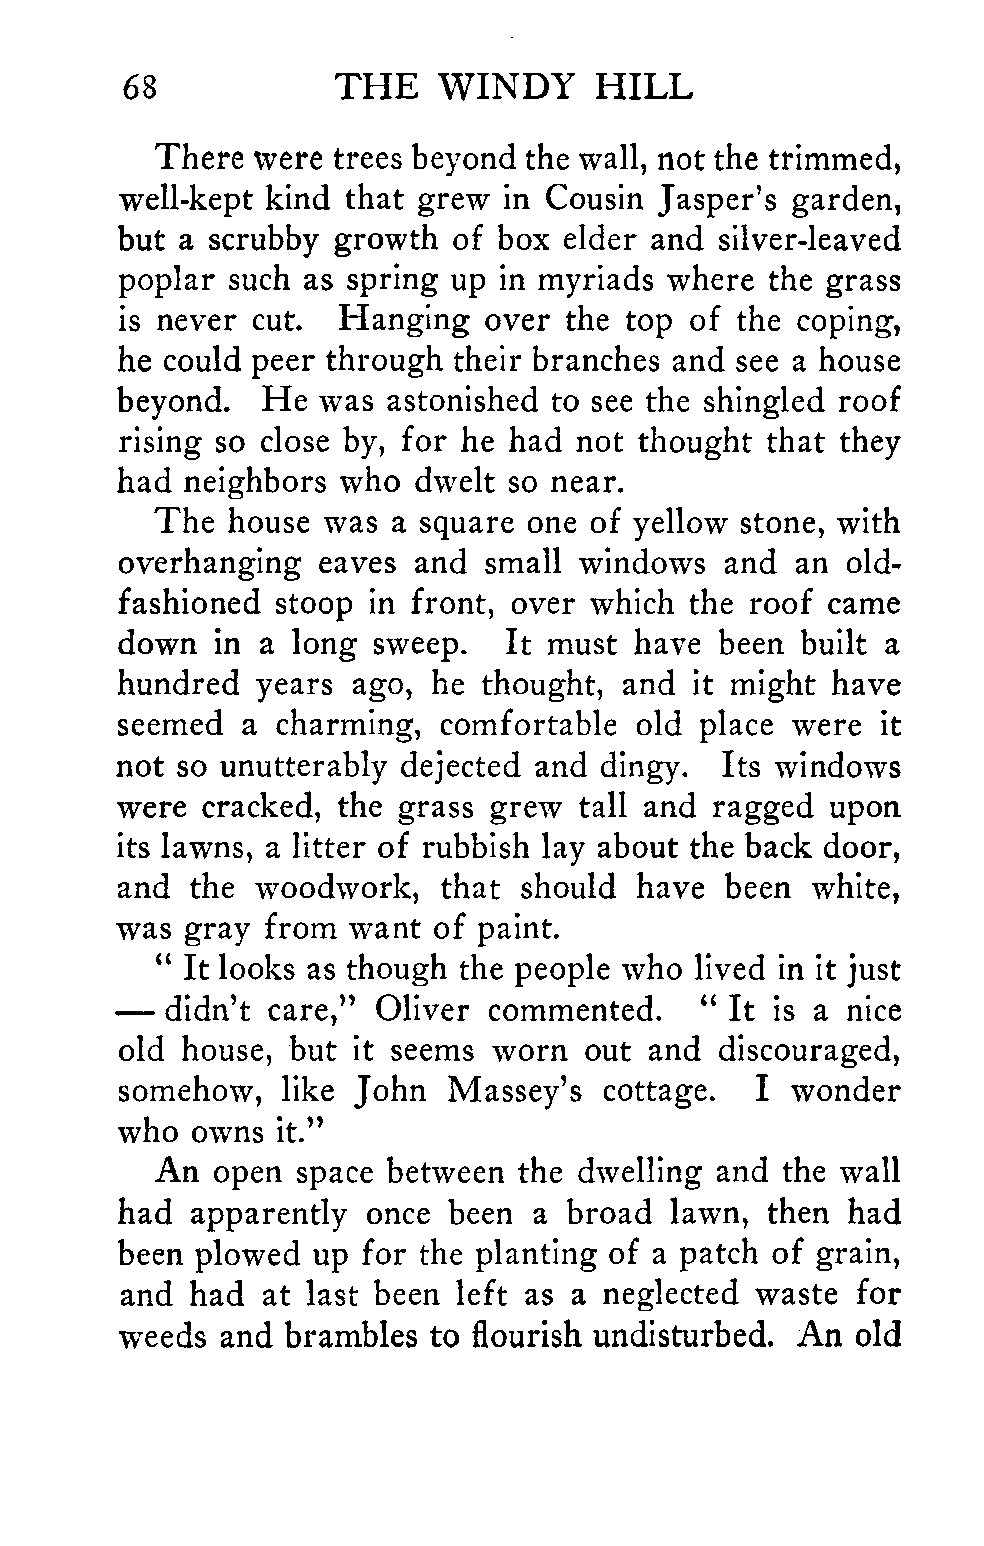 68 THE WINDY HILL
There were trees beyond the wall, not the trimmed,
well-kept kind that grew in Cousin Jasper's garden,
but a scrubby growth of box elder and silver-leaved
poplar such as spring up in myriads where the grass
is never cut. Hanging over the top of the coping,
he could peer through their branches and see a house
beyond. He was astonished to see the shingled roof
rising so close by, for he had not thought that they
had neighbors who dwelt so near.
The house was a square one of yellow stone, with
overhanging eaves and small windows and an old-
fashioned stoop in front, over which the roof came
down in a long sweep. It must have been built a
hundred years ago, he thought, and it might have
seemed a charming, comfortable old place were it
not so unutterably dejected and dingy. Its windows
were cracked, the grass grew tall and ragged upon
its lawns, a litter of rubbish lay about the back door,
and the woodwork, that should have been white,
was gray from want of paint.
" It looks as though the people who lived in it just
— didn't care," Oliver commented. " It is a nice
old house, but it seems worn out and discouraged,
somehow, like John Massey's cottage. I wonder
who owns it."
An open space between the dwelling and the wall
had apparently once been a broad lawn, then had
been plowed up for the planting of a patch of grain,
and had at last been left as a neglected waste for
weeds and brambles to flourish undisturbed. An old